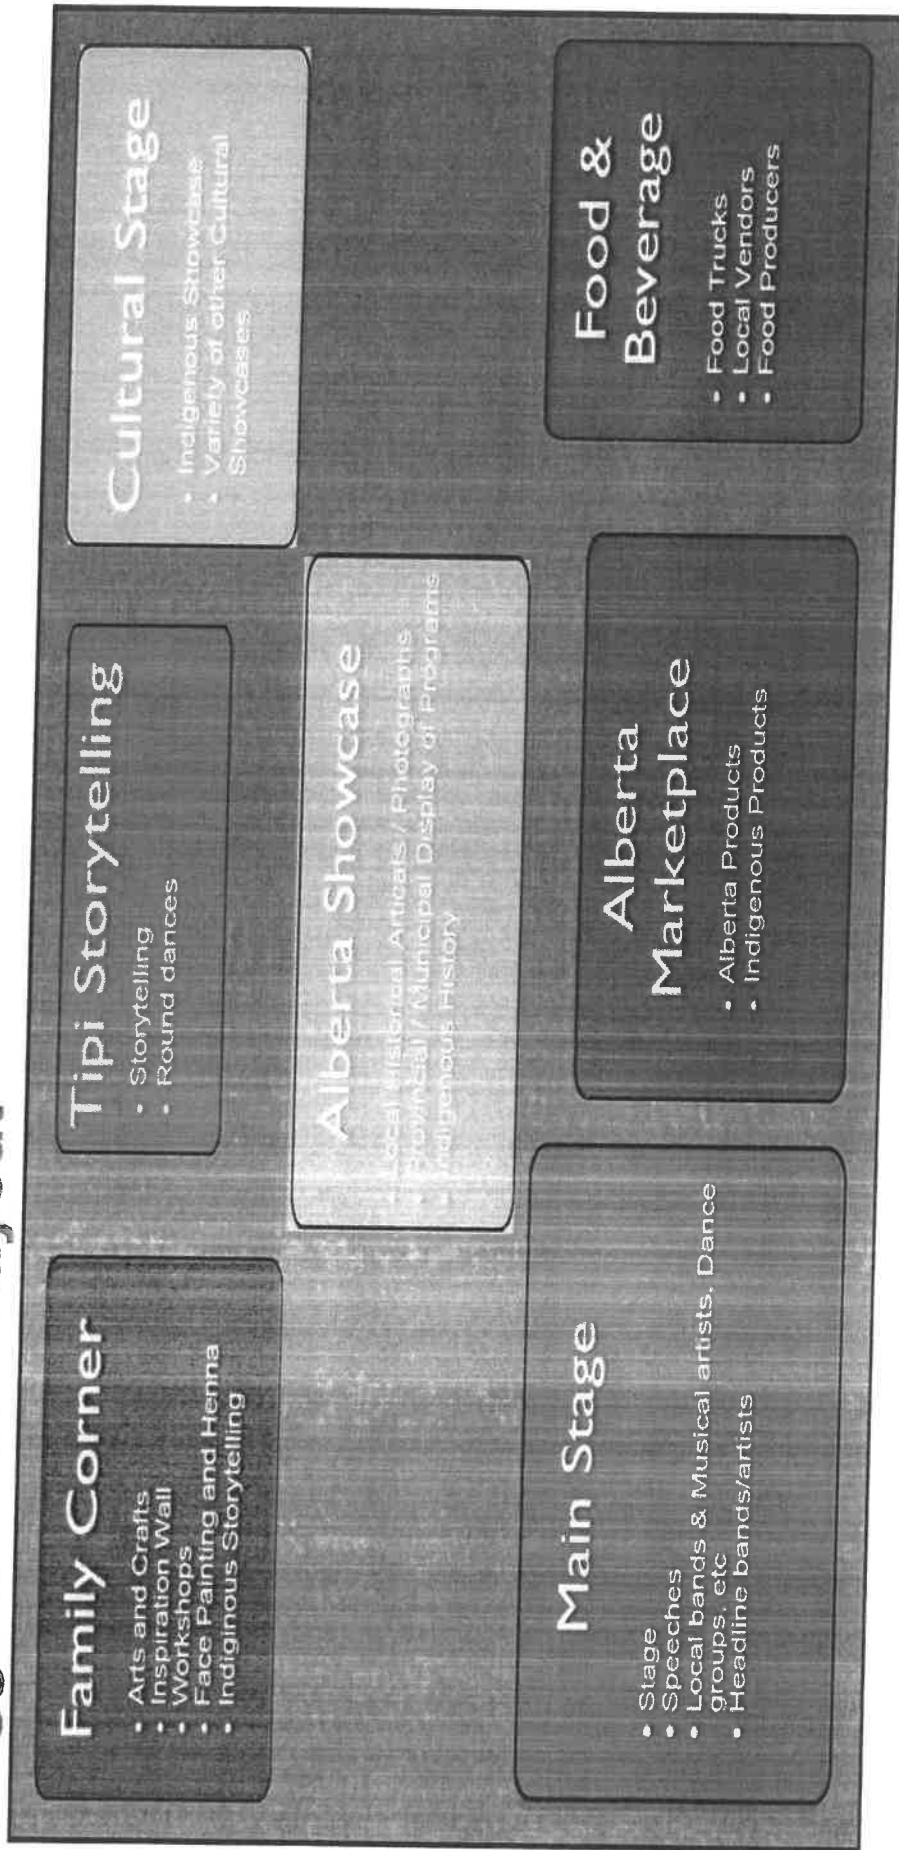 Family Corner
• Arts and Crafts
• Inspiration Wall
• Workshops
• Face Painting and Henna
• Indiginous Storytelling
Tipi Storytelling
• Storytelling
• Round dances
Cultural Stage
• Indigenous Showcase
• Variety of other Cultural
Showcases
Alberta Showcase
Local Historical Articats / Photographs
Provincial / Municipal Display of Programs
Indigenous History
Main Stage
• Stage
• Speeches
• Local bands & Musical artists, Dance
groups, etc
• Headline bands/artists
Alberta
Marketplace
• Alberta Products
• Indigenous Products
Food &
Beverage
• Food Trucks
• Local Vendors
• Food Producers